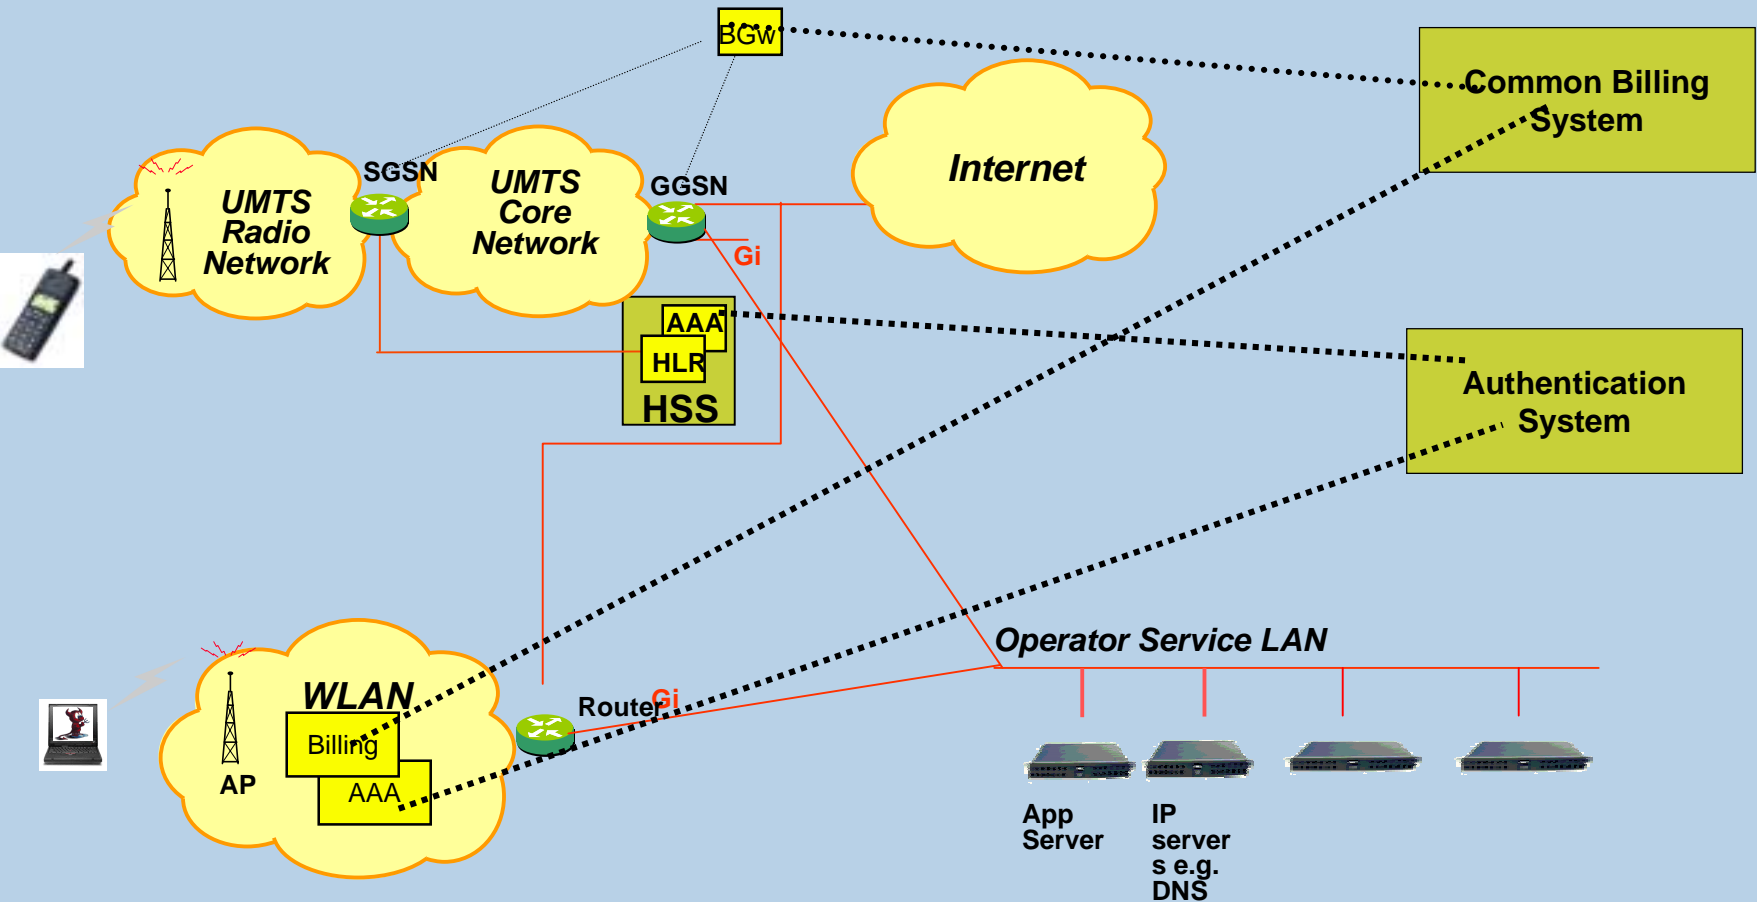 BGw
Common Billing
System
SGSN
UMTS
Radio
Network
UMTS
Core
Network
GGSN
Internet
Gi
AAA
HLR
HSS
Authentication
System
Operator Service LAN
WLAN
Billing
AAA
AP
Router
Gi
App
Server
IP
server
s e.g.
DNS